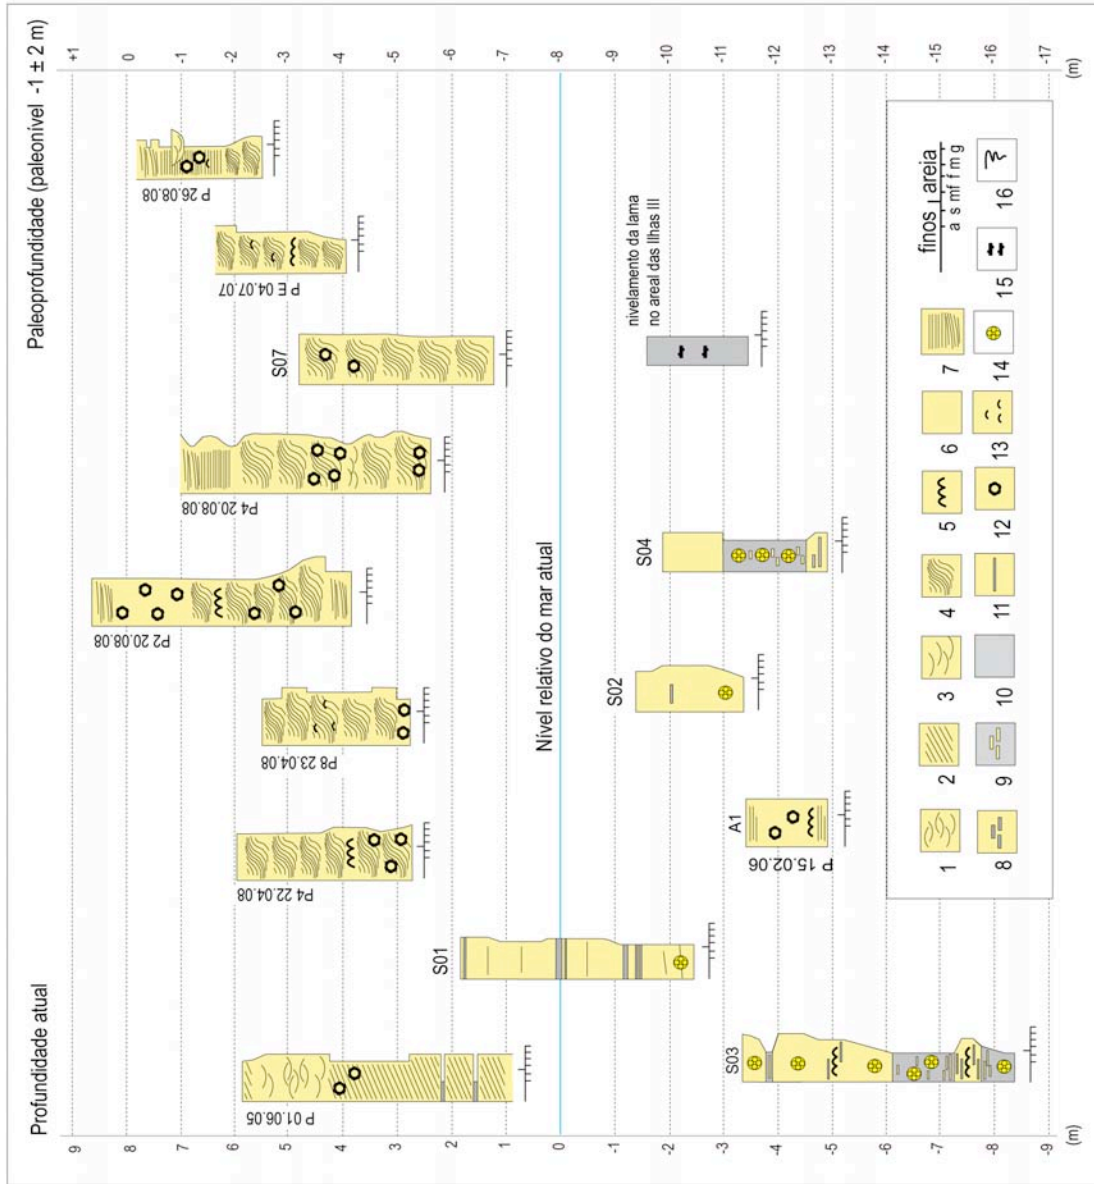 Paleoprofundidade (paleonível -1 ± 2 m)
+1
0
-1
-2
-3
-4
-5
-6
-7
-8
-9
-10
-11
-12
-13
-14
-15
-16
-17
(m)
P 26.08.08
P E 04.07.07
S07
P4 20.08.08
P2 20.08.08
P8 23.04.08
P4 22.04.08
S01
P 01.06.05
nivelamento da lama
no areal das Ilhas III
S04
S02
A1
P 15.02.06
S03
Nível relativo do mar atual
finos areia
a s mf f m g
1
2
3
4
5
6
7
8
9
10
11
12
13
14
15
16
Profundidade atual
9
8
7
6
5
4
3
2
1
0
-1
-2
-3
-4
-5
-6
-7
-8
-9
(m)